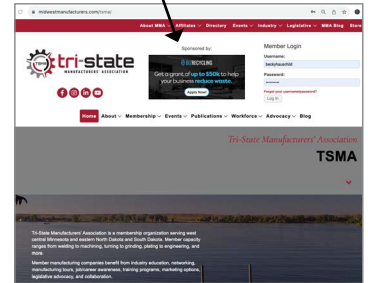 midwestmanufacturers.com/tsma/
About MMA Affiliates Directory Events Industry Legislative MMA Blog Store
Sponsored by:
Member Login
Username:
tri-state
MANUFACTURERS' ASSOCIATION
TSMA
BIZRECYCLING
Get a grant of up to $50k to help
your business reduce waste.
Apply Now!
Password:
Forgot your username/password?
Log In
Home About Membership Events Publications Workforce Advocacy Blog
Tri-State Manufacturers' Association
TSMA
Tri-State Manufacturers' Association is a membership organization serving west
central Minnesota and eastern North Dakota and South Dakota. Member capacity
ranges from welding to machining, turning to grinding, plating to engineering, and
more.
Member manufacturing companies benefit from industry education, networking,
manufacturing tours, job/career awareness, training programs, marketing options,
legislative advocacy, and collaboration.